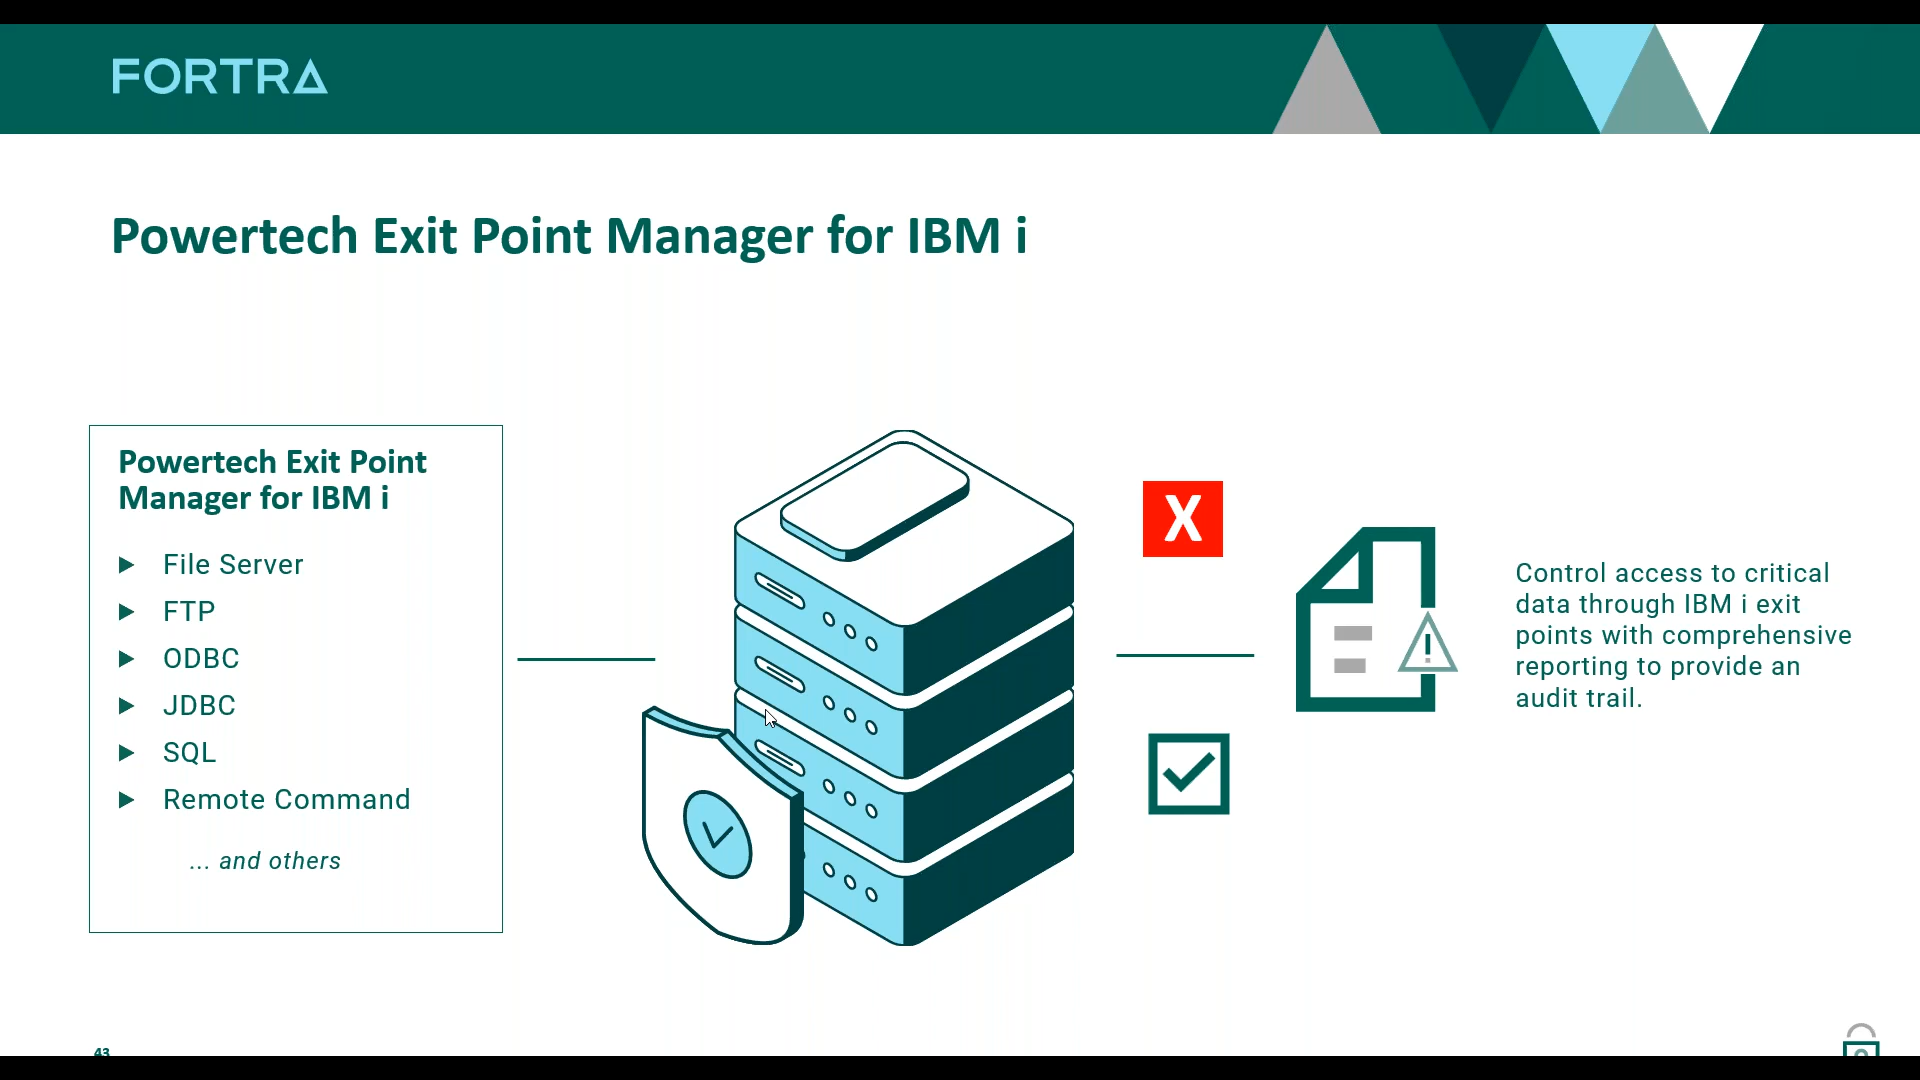 FORTRA
Powertech Exit Point Manager for IBM i
Powertech Exit Point
Manager for IBM i
File Server
FTP
ODBC
JDBC
SQL
Remote Command
... and others
X
Control access to critical
data through IBM i exit
points with comprehensive
reporting to provide an
audit trail.
43